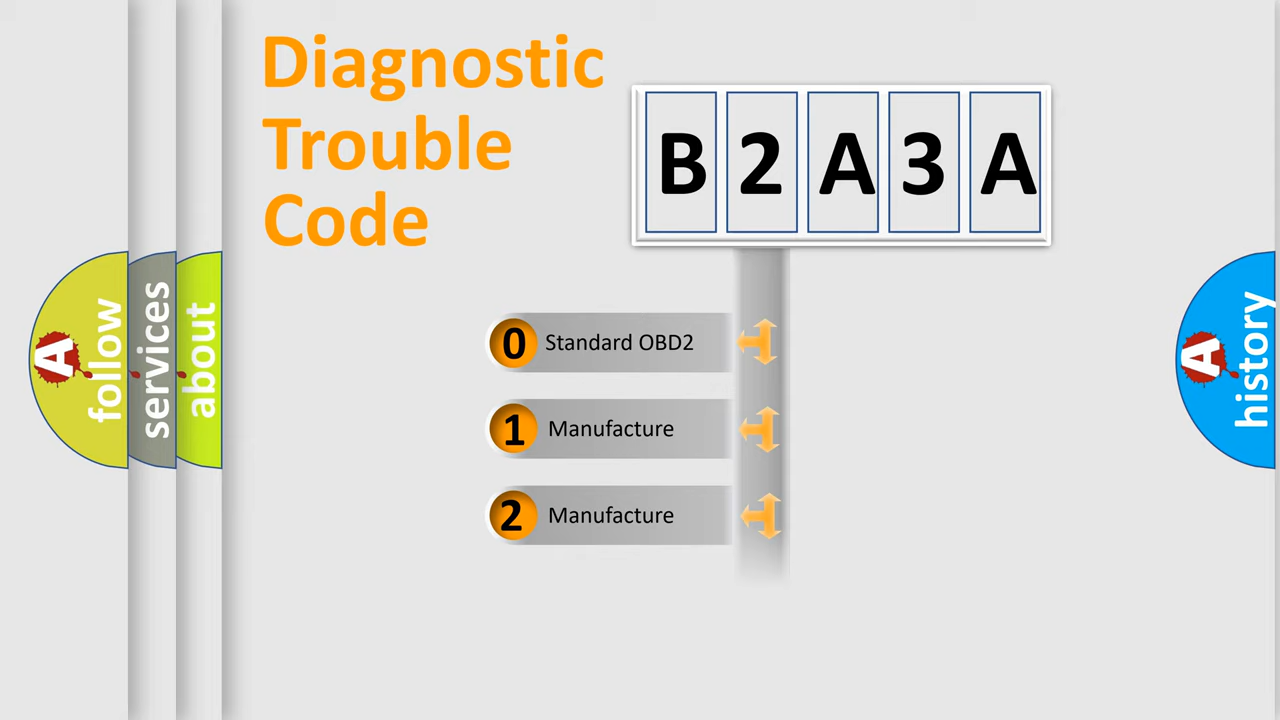 Diagnostic
Trouble
Code
B 2 A 3 A
0 Standard OBD2
1 Manufacture
2 Manufacture
A follow
services
about
A history